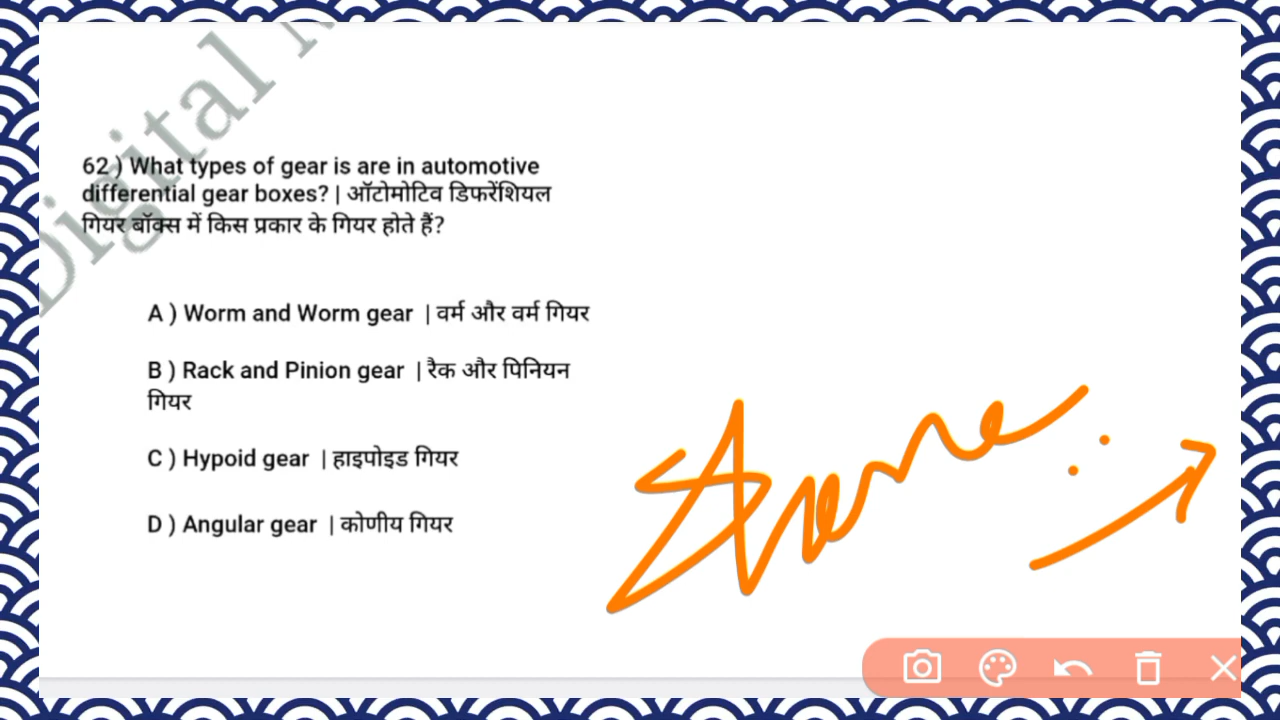 Digital
62 ) What types of gear is are in automotive
differential gear boxes? | ऑटोमोटिव डिफरेंशियल
गियर बॉक्स में किस प्रकार के गियर होते हैं?
A ) Worm and Worm gear | वर्म और वर्म गियर
B ) Rack and Pinion gear | रैक और पिनियन
गियर
C ) Hypoid gear | हाइपोइड गियर
D ) Angular gear | कोणीय गियर